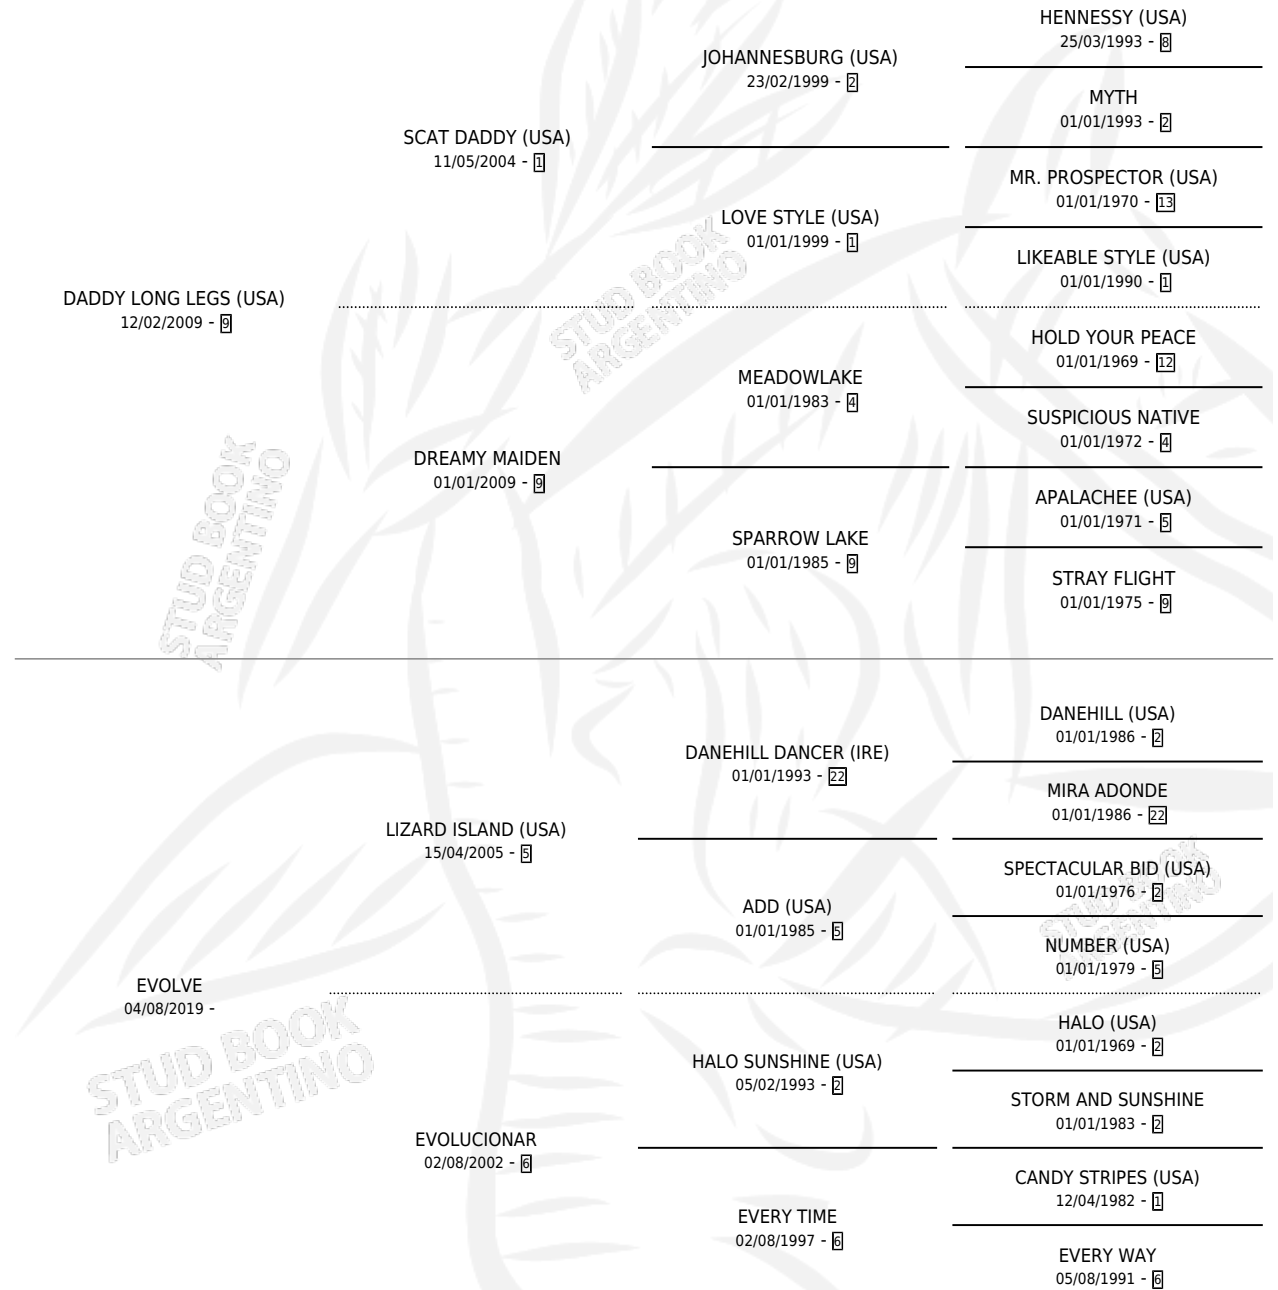 HENNESSY (USA)
25/03/1993 - 8
JOHANNESBURG (USA)
23/02/1999 - 2
MYTH
01/01/1993 - 2
SCAT DADDY (USA)
11/05/2004 - 1
MR. PROSPECTOR (USA)
01/01/1970 - 13
LOVE STYLE (USA)
01/01/1999 - 1
LIKEABLE STYLE (USA)
01/01/1990 - 1
DADDY LONG LEGS (USA)
12/02/2009 - 9
HOLD YOUR PEACE
01/01/1969 - 12
MEADOWLAKE
01/01/1983 - 4
SUSPICIOUS NATIVE
01/01/1972 - 4
DREAMY MAIDEN
01/01/2009 - 9
APALACHEE (USA)
01/01/1971 - 5
SPARROW LAKE
01/01/1985 - 9
STRAY FLIGHT
01/01/1975 - 9
STUD BOOK
ARGENTINO
STUD BOOK
ARGENTINO
DANEHILL (USA)
01/01/1986 - 2
DANEHILL DANCER (IRE)
01/01/1993 - 22
MIRA ADONDE
01/01/1986 - 22
LIZARD ISLAND (USA)
15/04/2005 - 5
SPECTACULAR BID (USA)
01/01/1976 - 2
ADD (USA)
01/01/1985 - 5
NUMBER (USA)
01/01/1979 - 5
EVOLVE
04/08/2019 -
HALO (USA)
01/01/1969 - 2
HALO SUNSHINE (USA)
05/02/1993 - 2
STORM AND SUNSHINE
01/01/1983 - 2
EVOLUCIONAR
02/08/2002 - 6
CANDY STRIPES (USA)
12/04/1982 - 1
EVERY TIME
02/08/1997 - 6
EVERY WAY
05/08/1991 - 6
STUD BOOK
ARGENTINO
STUD BOOK
ARGENTINO